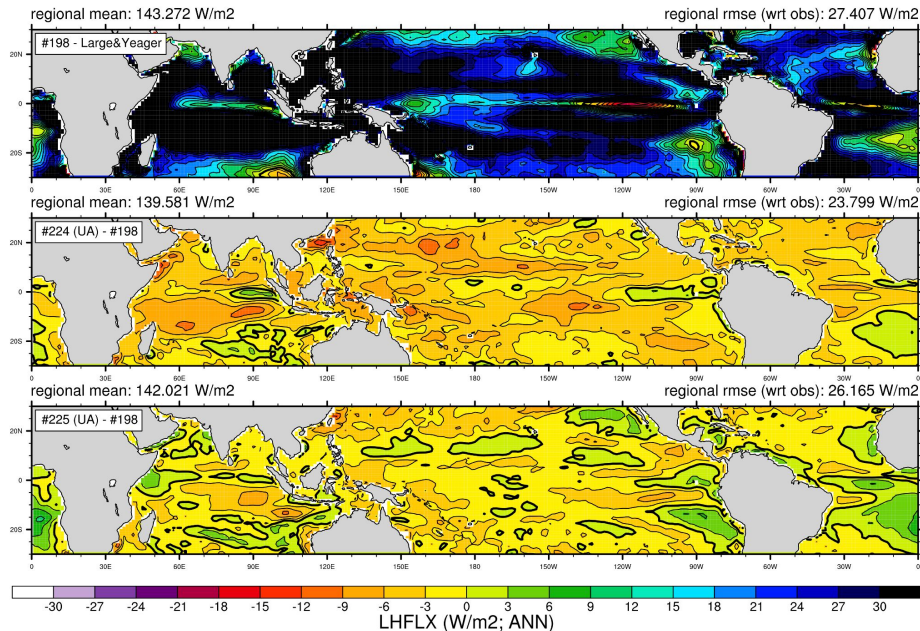 regional mean: 143.272 W/m2 regional rmse (wrt obs): 27.407 W/m2
#198 - Large&Yeager
20N
0
20S
0 30E 60E 90E 120E 150E 180 150W 120W 90W 60W 30W 0
regional mean: 139.581 W/m2 regional rmse (wrt obs): 23.799 W/m2
#224 (UA) - #198
20N
0
20S
0 30E 60E 90E 120E 150E 180 150W 120W 90W 60W 30W 0
regional mean: 142.021 W/m2 regional rmse (wrt obs): 26.165 W/m2
#225 (UA) - #198
20N
0
20S
0 30E 60E 90E 120E 150E 180 150W 120W 90W 60W 30W 0
-30 -27 -24 -21 -18 -15 -12 -9 -6 -3 0 3 6 9 12 15 18 21 24 27 30
LHFLX (W/m2; ANN)